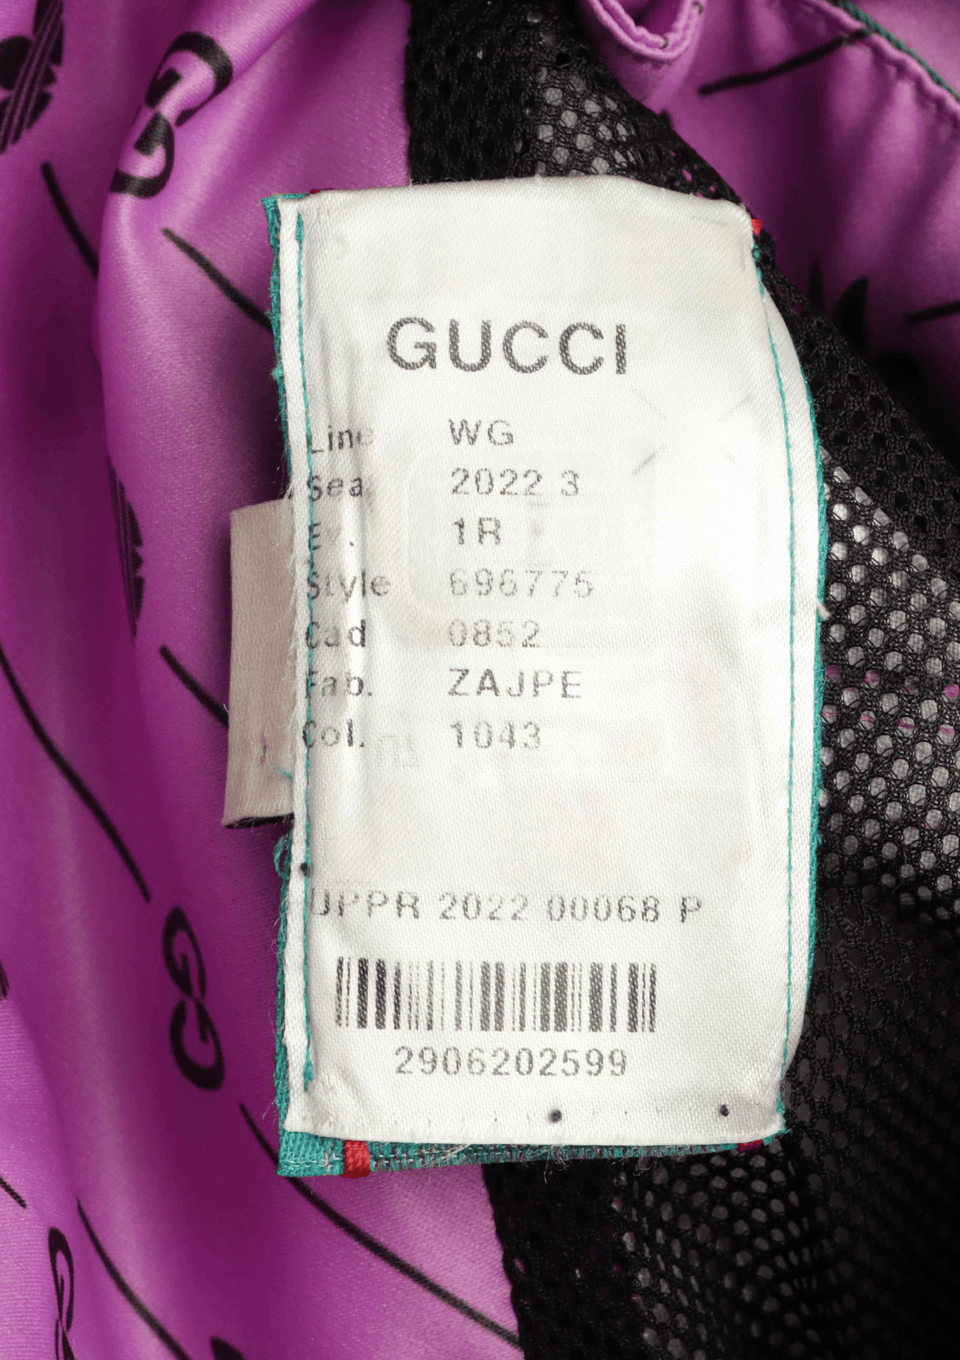 GUCCI
Line WG
Sea. 2022 3
1R
Style 696775
Cad 0852
Fab. ZAJPE
Col. 1043
UPPR 2022 00068 P
2906202599